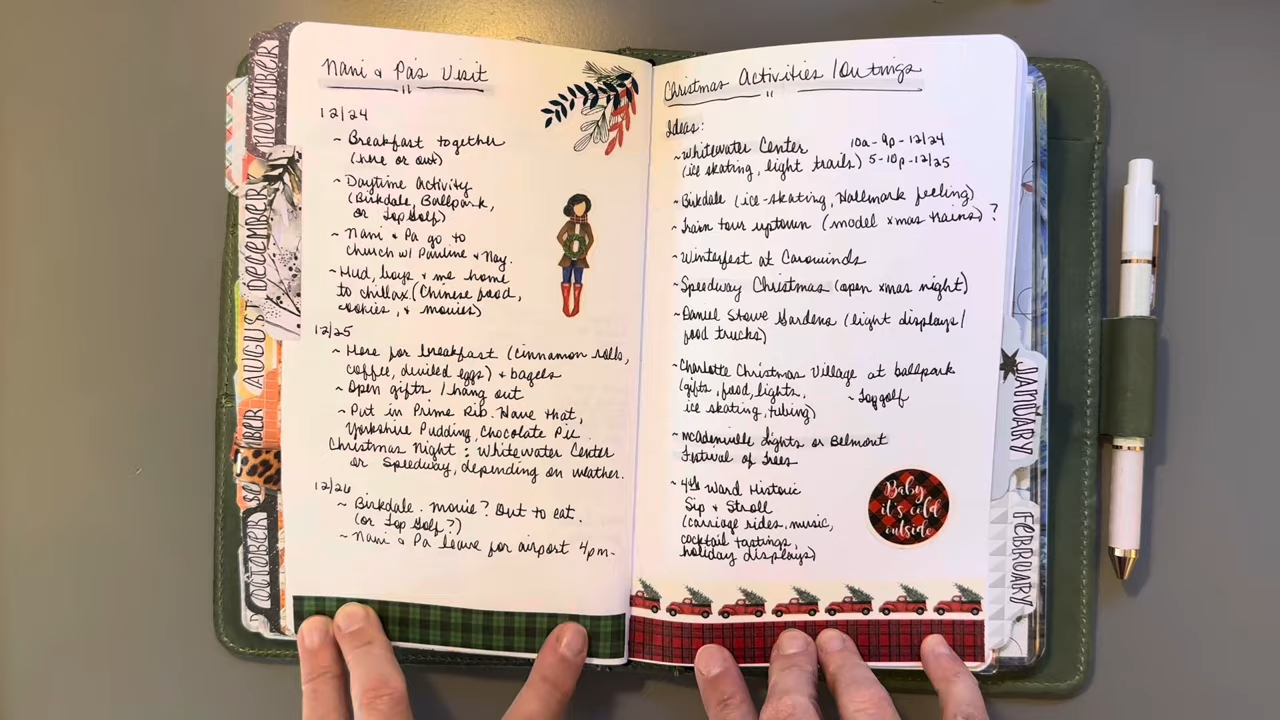 Nani & Pa's Visit
12/24
~ Breakfast together
(here or out)
~ Daytime Activity
(Birkdale, Ballpark,
or Top Golf)
~ Nani & Pa go to
Church w/ Pauline & Nay.
boys & me home
to chillax. (Chinese food,
cookies, & movies)
12/25
~ Here for breakfast (cinnamon rolls,
coffee, deviled eggs) & bagels
~ Open gifts / hang out
~ Put in Prime Rib. Have that,
Yorkshire Pudding, Chocolate Pie.
Christmas Night: Whitewater Center
or Speedway, depending on weather.
12/26
~ Birkdale. movie? Out to eat.
(or Top Golf?)
~ Nani & Pa leave for airport 4pm-
Christmas Activities / Outings
Ideas:
~ Whitewater Center 10a-9p-12/24
(ice skating, light trails) 5-10p-12/25
~ Birkdale (ice-skating, Hallmark feeling)
~ Train tour uptown (model xmas trains) ?
~ Winterfest at Carowinds
~ Speedway Christmas (open xmas night)
~ Daniel Stowe Gardens (light displays/
food trucks)
~ Charlotte Christmas Village at ballpark
(gifts, food, lights,
ice skating, tubing)
~ Topgolf
~ McAdenville Lights or Belmont
Festival of Trees
~ 4th Ward Historic
Sip & Stroll
(carriage rides, music,
cocktail tastings,
holiday displays)
Baby
it's cold
outside
NOVEMBER
DECEMBER
AUGUST
MBER
se
OCTOBER
JANUARY
FEBRUARY